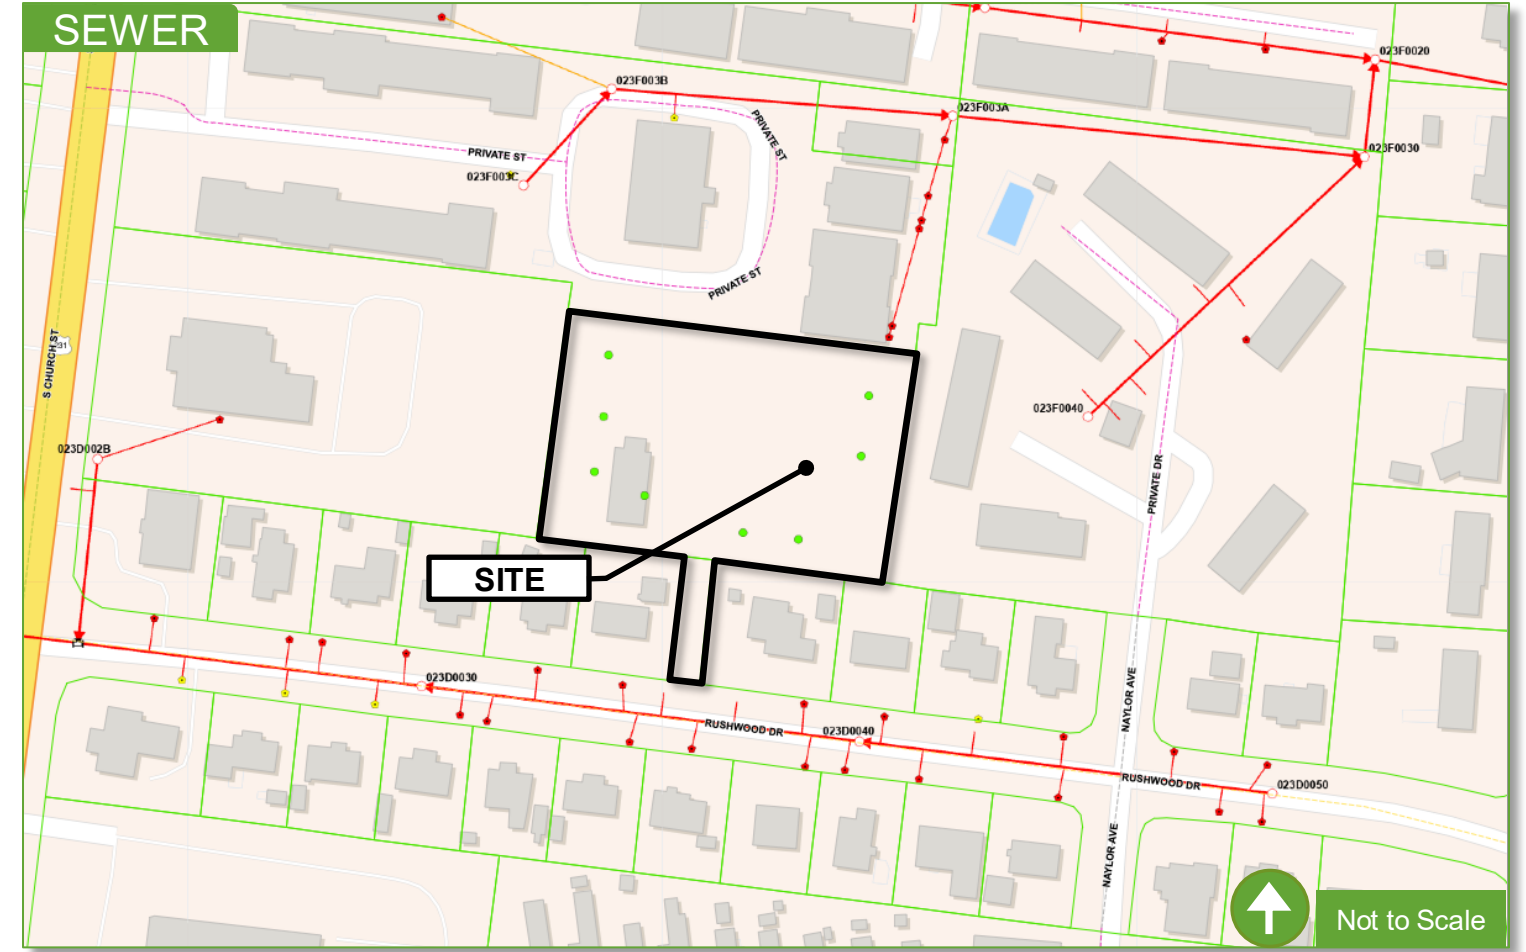 SEWER
023F0020
023F003B
023F003A
PRIVATE ST
023F0030
PRIVATE ST
023F003C
PRIVATE ST
S CHURCH ST
31
023F0040
023D002B
PRIVATE DR
SITE
023D0030
NAYLOR AVE
RUSHWOOD DR
023D0040
RUSHWOOD DR
023D0050
NAYLOR AVE
Not to Scale